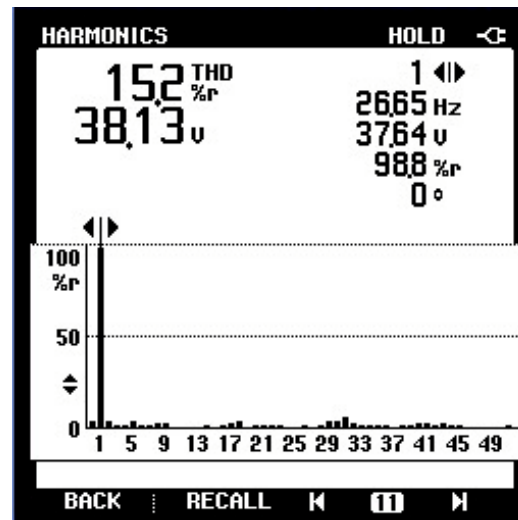 HARMONICS HOLD
15,2 THD %r
38,13 V
1
26,65 Hz
37,64 V
98,8 %r
0 °
100
%r
50
0
1 5 9 13 17 21 25 29 33 37 41 45 49
BACK RECALL 11